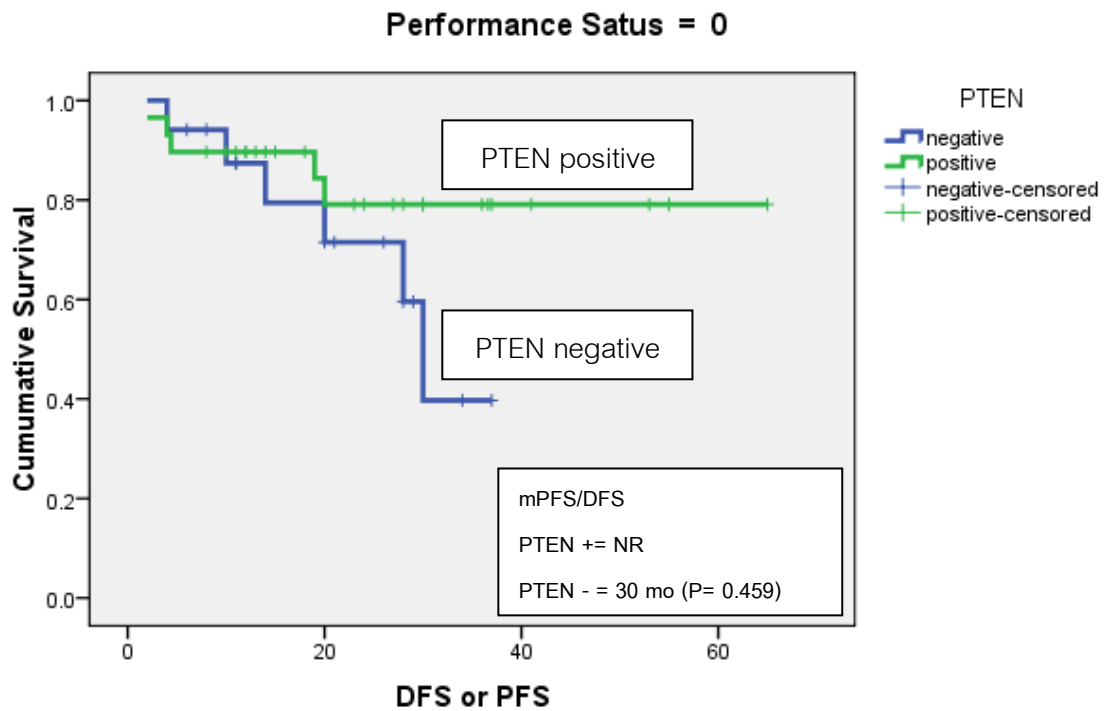 Performance Satus = 0
PTEN
negative
positive
negative-censored
positive-censored
PTEN positive
PTEN negative
mPFS/DFS
PTEN += NR
PTEN - = 30 mo (P= 0.459)
Cumumative Survival
1.0
0.8
0.6
0.4
0.2
0.0
0 20 40 60
DFS or PFS